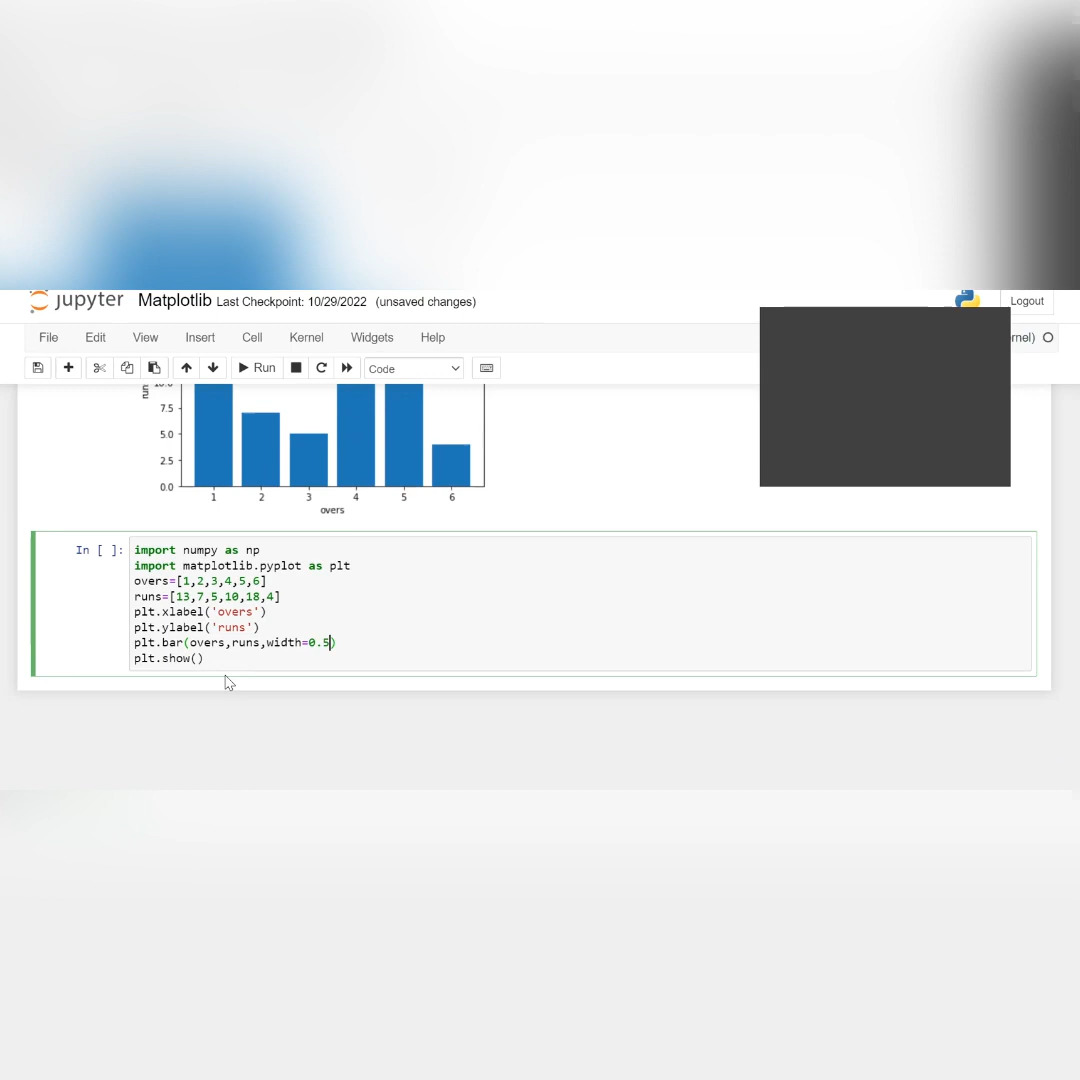 jupyter Matplotlib Last Checkpoint: 10/29/2022 (unsaved changes)
Logout
File Edit View Insert Cell Kernel Widgets Help
Run Code
7.5
5.0
2.5
0.0
1 2 3 4 5 6
overs
In [ ]:
import numpy as np
import matplotlib.pyplot as plt
overs=[1,2,3,4,5,6]
runs=[13,7,5,10,18,4]
plt.xlabel('overs')
plt.ylabel('runs')
plt.bar(overs,runs,width=0.5)
plt.show()